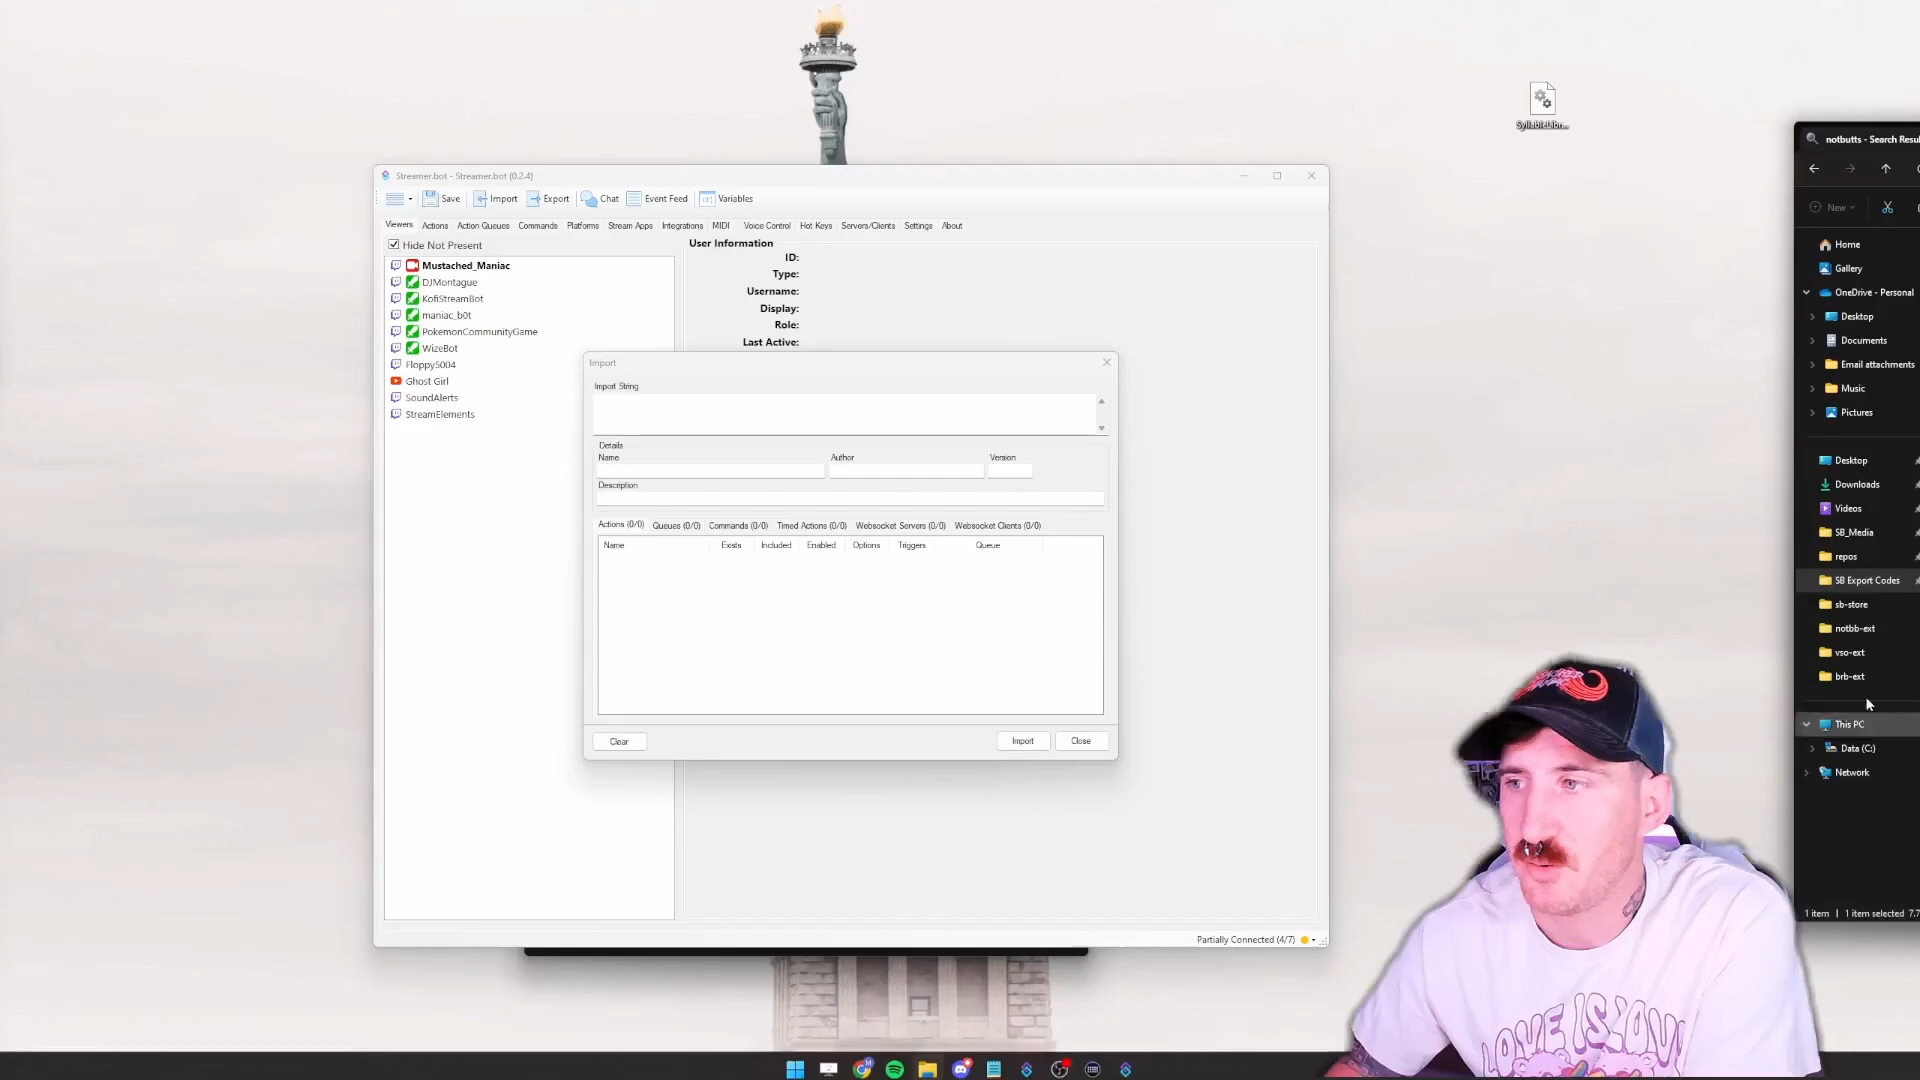 Streamer.bot - Streamer.bot (0.2.4)
Save Import Export Chat Event Feed Variables
Viewers Actions Action Queues Commands Platforms Stream Apps Integrations MIDI Voice Control Hot Keys Servers/Clients Settings About
Hide Not Present
Mustached_Maniac
DJMontague
KofiStreamBot
maniac_b0t
PokemonCommunityGame
WizeBot
Floppy5004
Ghost Girl
SoundAlerts
StreamElements
User Information
ID:
Type:
Username:
Display:
Role:
Last Active:
Import
Import String
Details
Name Author Version
Description
Actions (0/0) Queues (0/0) Commands (0/0) Timed Actions (0/0) Websocket Servers (0/0) Websocket Clients (0/0)
Name Exists Included Enabled Options Triggers Queue
Clear Import Close
Partially Connected (4/7)
SyllableLibr...
notbutts - Search Resul
New
Home
Gallery
OneDrive - Personal
Desktop
Documents
Email attachments
Music
Pictures
Desktop
Downloads
Videos
SB_Media
repos
SB Export Codes
sb-store
notbb-ext
vso-ext
brb-ext
This PC
Data (C:)
Network
1 item 1 item selected 7.7
LOVE IS LOV